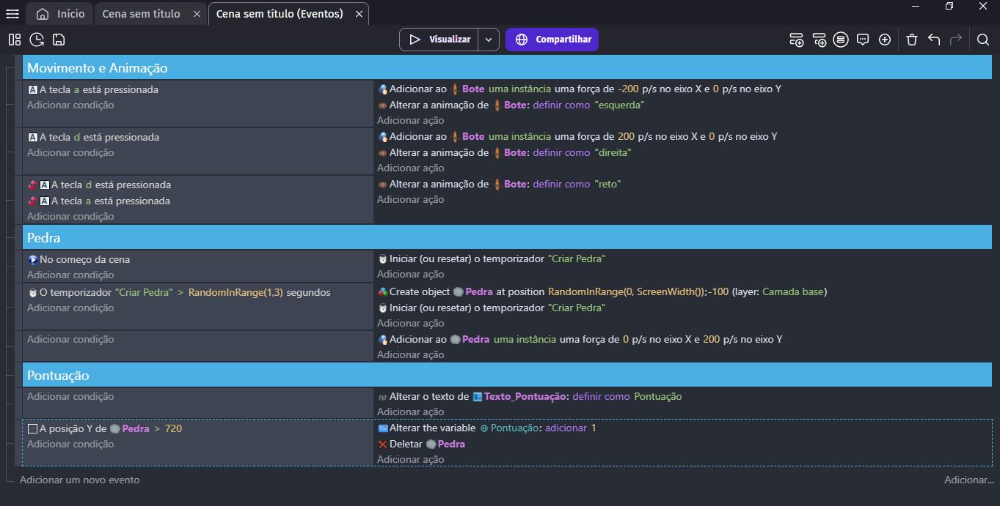 Início
Cena sem título
Cena sem título (Eventos)
Visualizar
Compartilhar
Movimento e Animação
A A tecla a está pressionada
Adicionar condição
Adicionar ao Bote uma instância uma força de -200 p/s no eixo X e 0 p/s no eixo Y
Alterar a animação de Bote: definir como "esquerda"
Adicionar ação
A A tecla d está pressionada
Adicionar condição
Adicionar ao Bote uma instância uma força de 200 p/s no eixo X e 0 p/s no eixo Y
Alterar a animação de Bote: definir como "direita"
Adicionar ação
A A tecla d está pressionada
A A tecla a está pressionada
Adicionar condição
Alterar a animação de Bote: definir como "reto"
Adicionar ação
Pedra
No começo da cena
Adicionar condição
Iniciar (ou resetar) o temporizador "Criar Pedra"
Adicionar ação
O temporizador "Criar Pedra" > RandomInRange(1,3) segundos
Adicionar condição
Create object Pedra at position RandomInRange(0, ScreenWidth());-100 (layer: Camada base)
Iniciar (ou resetar) o temporizador "Criar Pedra"
Adicionar ação
Adicionar condição
Adicionar ao Pedra uma instância uma força de 0 p/s no eixo X e 200 p/s no eixo Y
Adicionar ação
Pontuação
Adicionar condição
Alterar o texto de Texto_Pontuação: definir como Pontuação
Adicionar ação
A posição Y de Pedra > 720
Adicionar condição
Var Alterar the variable Pontuação: adicionar 1
Deletar Pedra
Adicionar ação
Adicionar um novo evento
Adicionar...